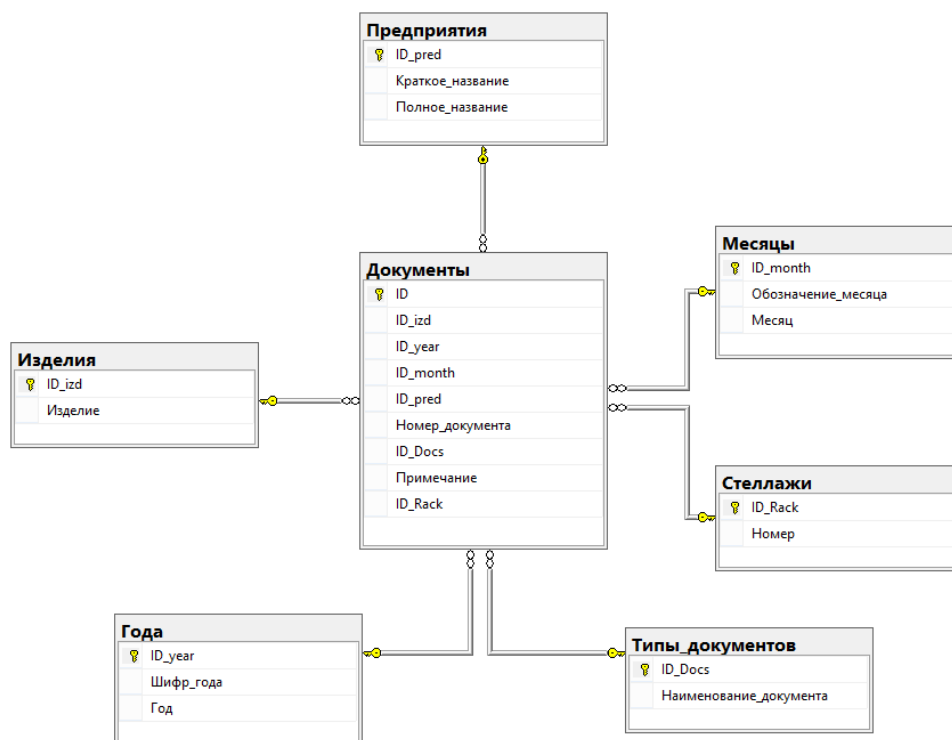 Предприятия
ID_pred
Краткое_название
Полное_название
Месяцы
ID_month
Обозначение_месяца
Месяц
Документы
ID
ID_izd
ID_year
ID_month
ID_pred
Номер_документа
ID_Docs
Примечание
ID_Rack
Изделия
ID_izd
Изделие
Стеллажи
ID_Rack
Номер
Года
ID_year
Шифр_года
Год
Типы_документов
ID_Docs
Наименование_документа